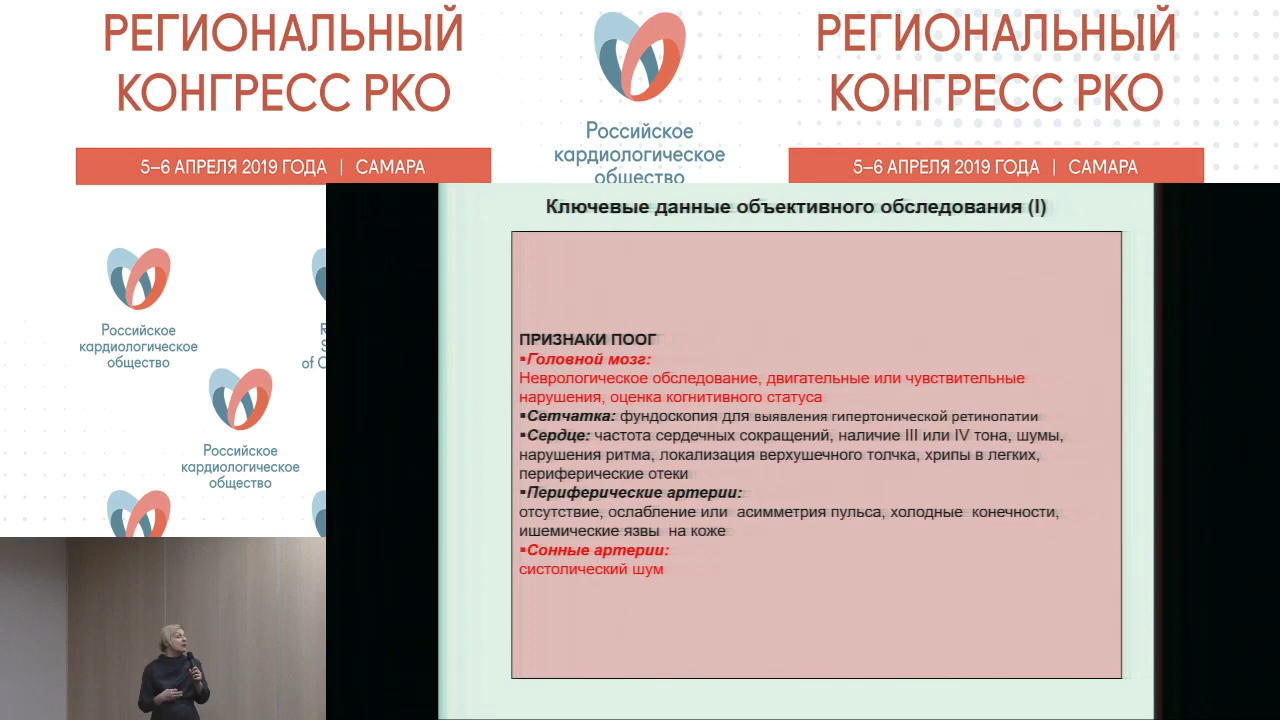 РЕГИОНАЛЬНЫЙ
КОНГРЕСС РКО
5–6 АПРЕЛЯ 2019 ГОДА | САМАРА
Российское
кардиологическое
общество
РЕГИОНАЛЬНЫЙ
КОНГРЕСС РКО
5–6 АПРЕЛЯ 2019 ГОДА | САМАРА
Российское
кардиологическое
общество
R
S
of C
Российское
кардиологическое
общество
Ключевые данные объективного обследования (I)
ПРИЗНАКИ ПООГ
▪Головной мозг:
Неврологическое обследование, двигательные или чувствительные
нарушения, оценка когнитивного статуса
▪Сетчатка: фундоскопия для выявления гипертонической ретинопатии
▪Сердце: частота сердечных сокращений, наличие III или IV тона, шумы,
нарушения ритма, локализация верхушечного толчка, хрипы в легких,
периферические отеки
▪Периферические артерии:
отсутствие, ослабление или асимметрия пульса, холодные конечности,
ишемические язвы на коже
▪Сонные артерии:
систолический шум